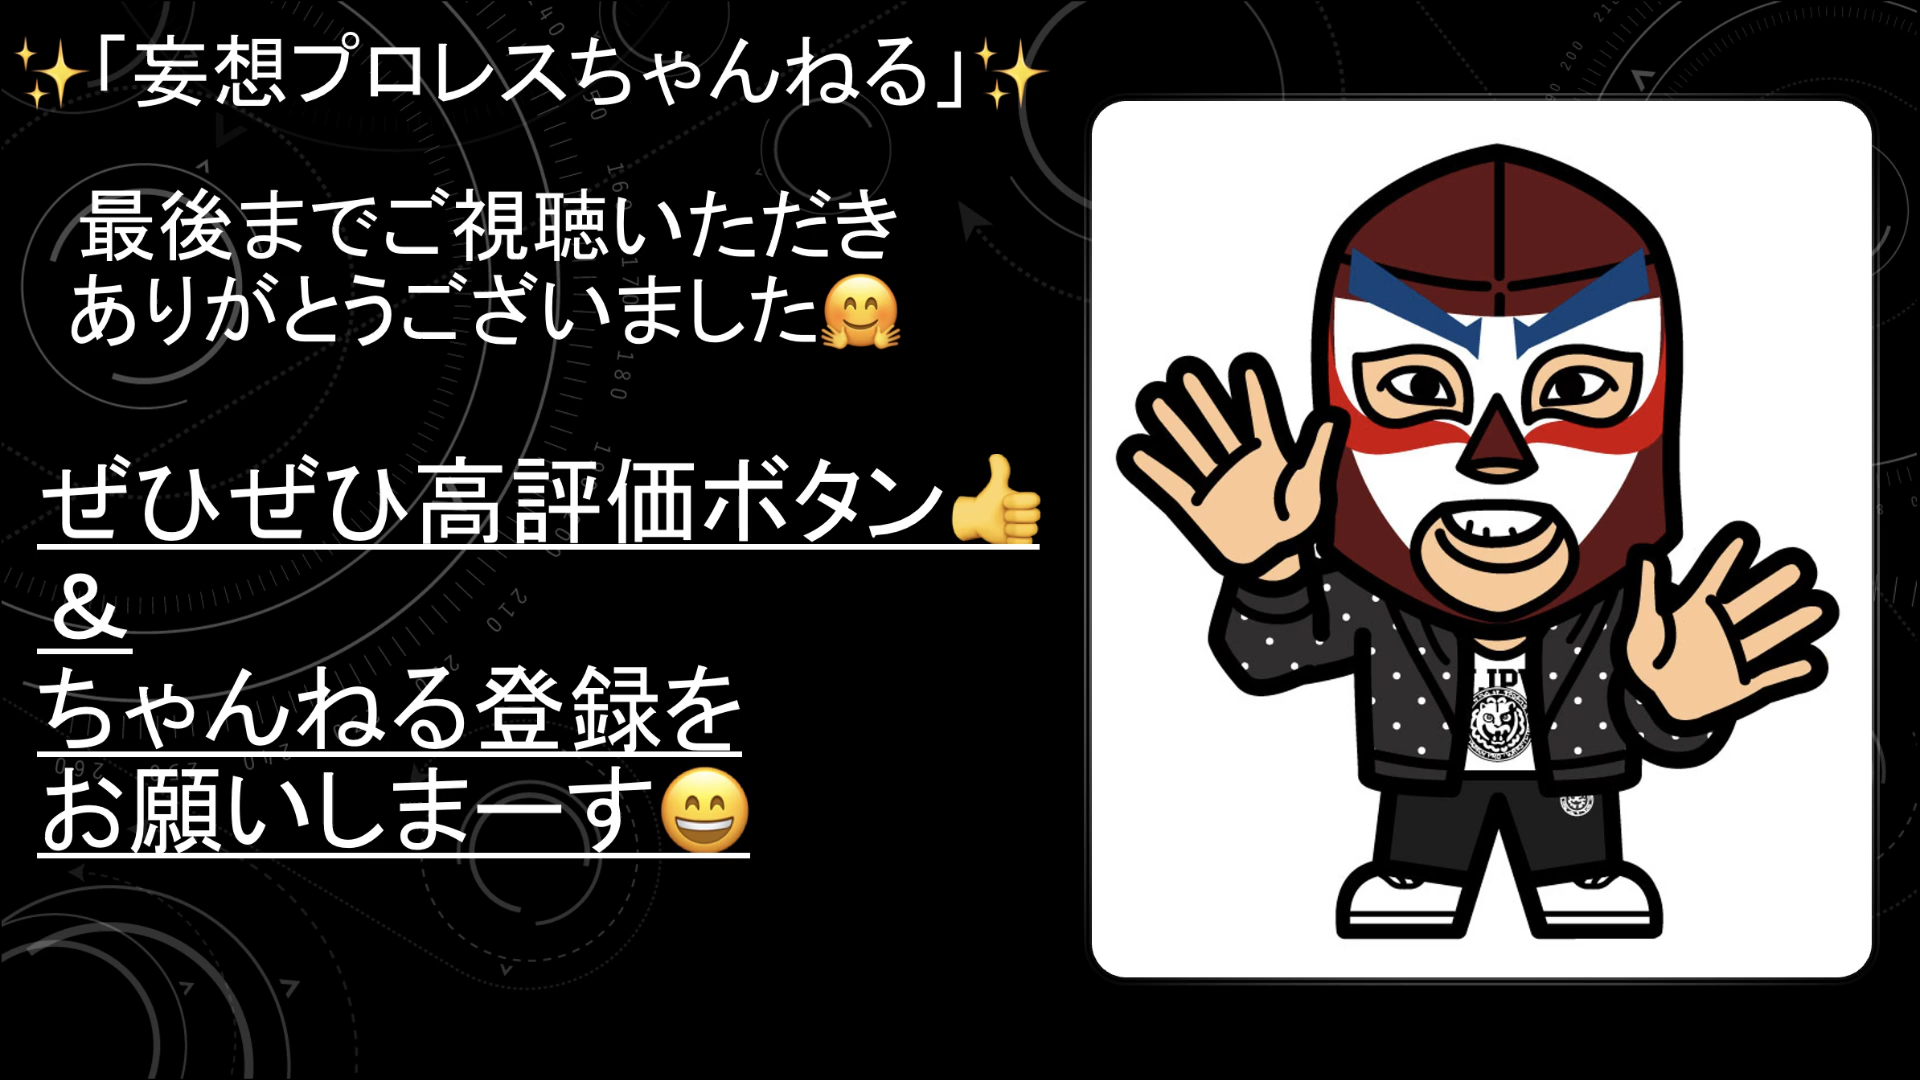 ✨「妄想プロレスちゃんねる」✨
最後までご視聴いただき
ありがとうございました🤗
ぜひぜひ高評価ボタン👍
&
ちゃんねる登録を
お願いしまーす😄